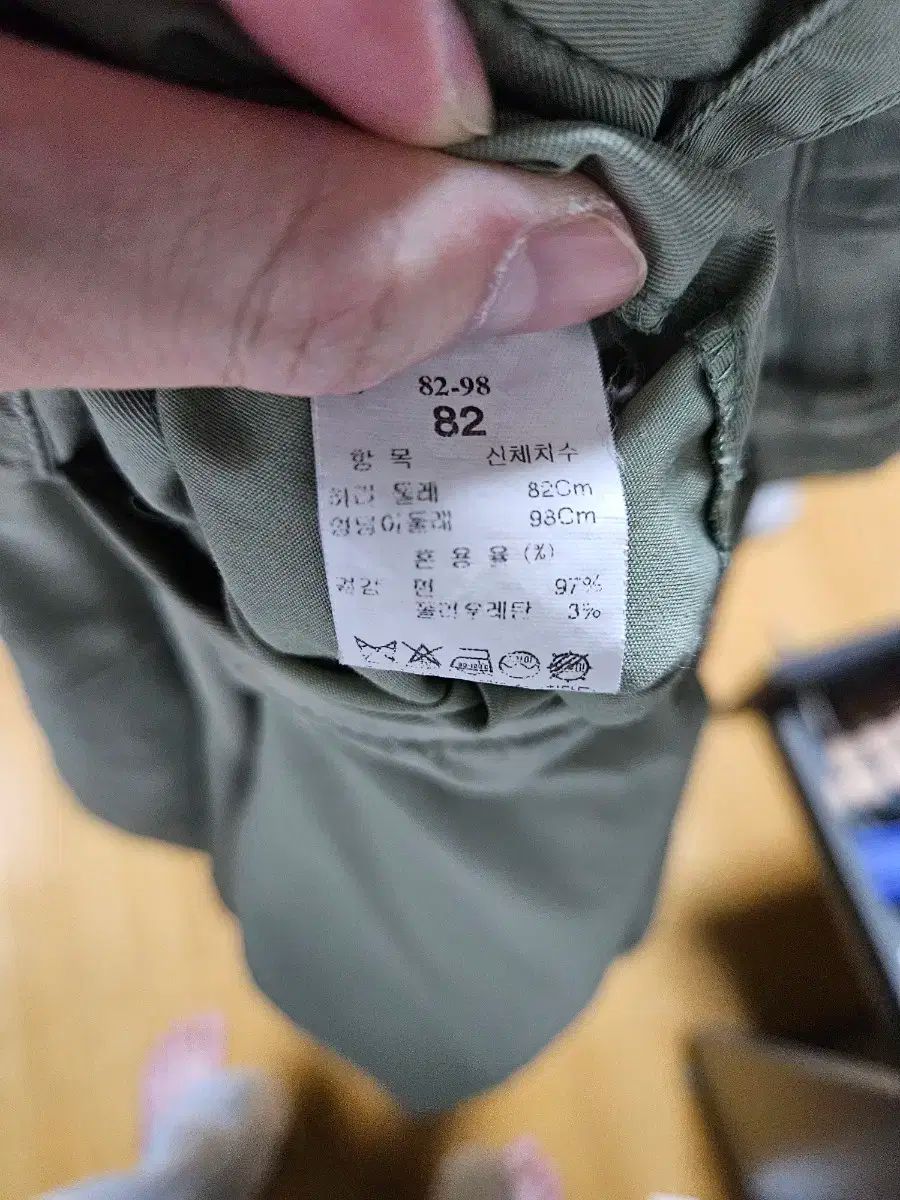 82-98
82
항 목 신체치수
허리 둘레 82Cm
엉덩이둘레 98Cm
혼 용 율 (%)
겉감 면 97%
폴리우레탄 3%